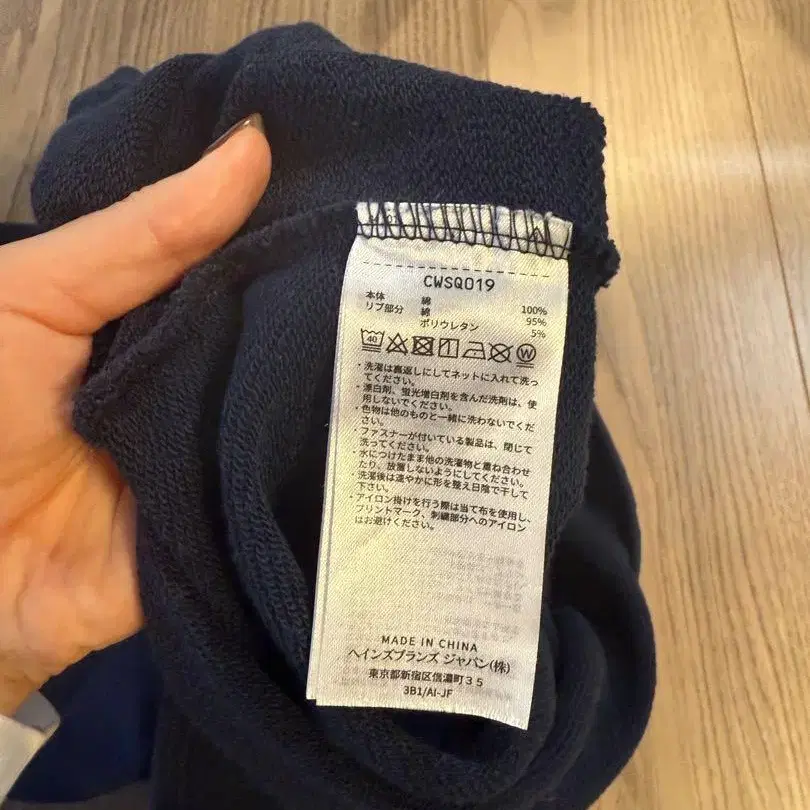 CWSQ019
本体 綿 100%
リブ部分 綿 95%
ポリウレタン 5%
40
W
・洗濯は裏返しにしてネットに入れて洗っ
てください。
・漂白剤、蛍光増白剤を含んだ洗剤は、使
用しないでください。
・色物は他のものと一緒に洗わないでくだ
さい。
・ファスナーが付いている製品は、閉じて
洗ってください。
・水につけたまま他の洗濯物と重ね合わせ
たり、放置しないようにしてください。
・洗濯後は速やかに形を整え日陰で干して
下さい。
・アイロン掛けを行う際は当て布を使用し、
プリントマーク、刺繍部分へのアイロン
はお避けください。
MADE IN CHINA
ヘインズブランズ ジャパン(株)
東京都新宿区信濃町35
3B1/AI-JF